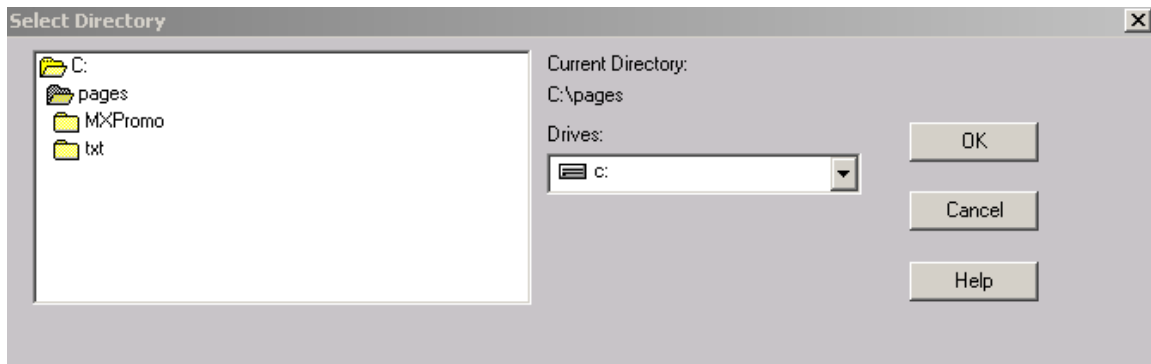 Select Directory
C:
pages
MXPromo
txt
Current Directory:
C:\pages
Drives:
c:
OK
Cancel
Help